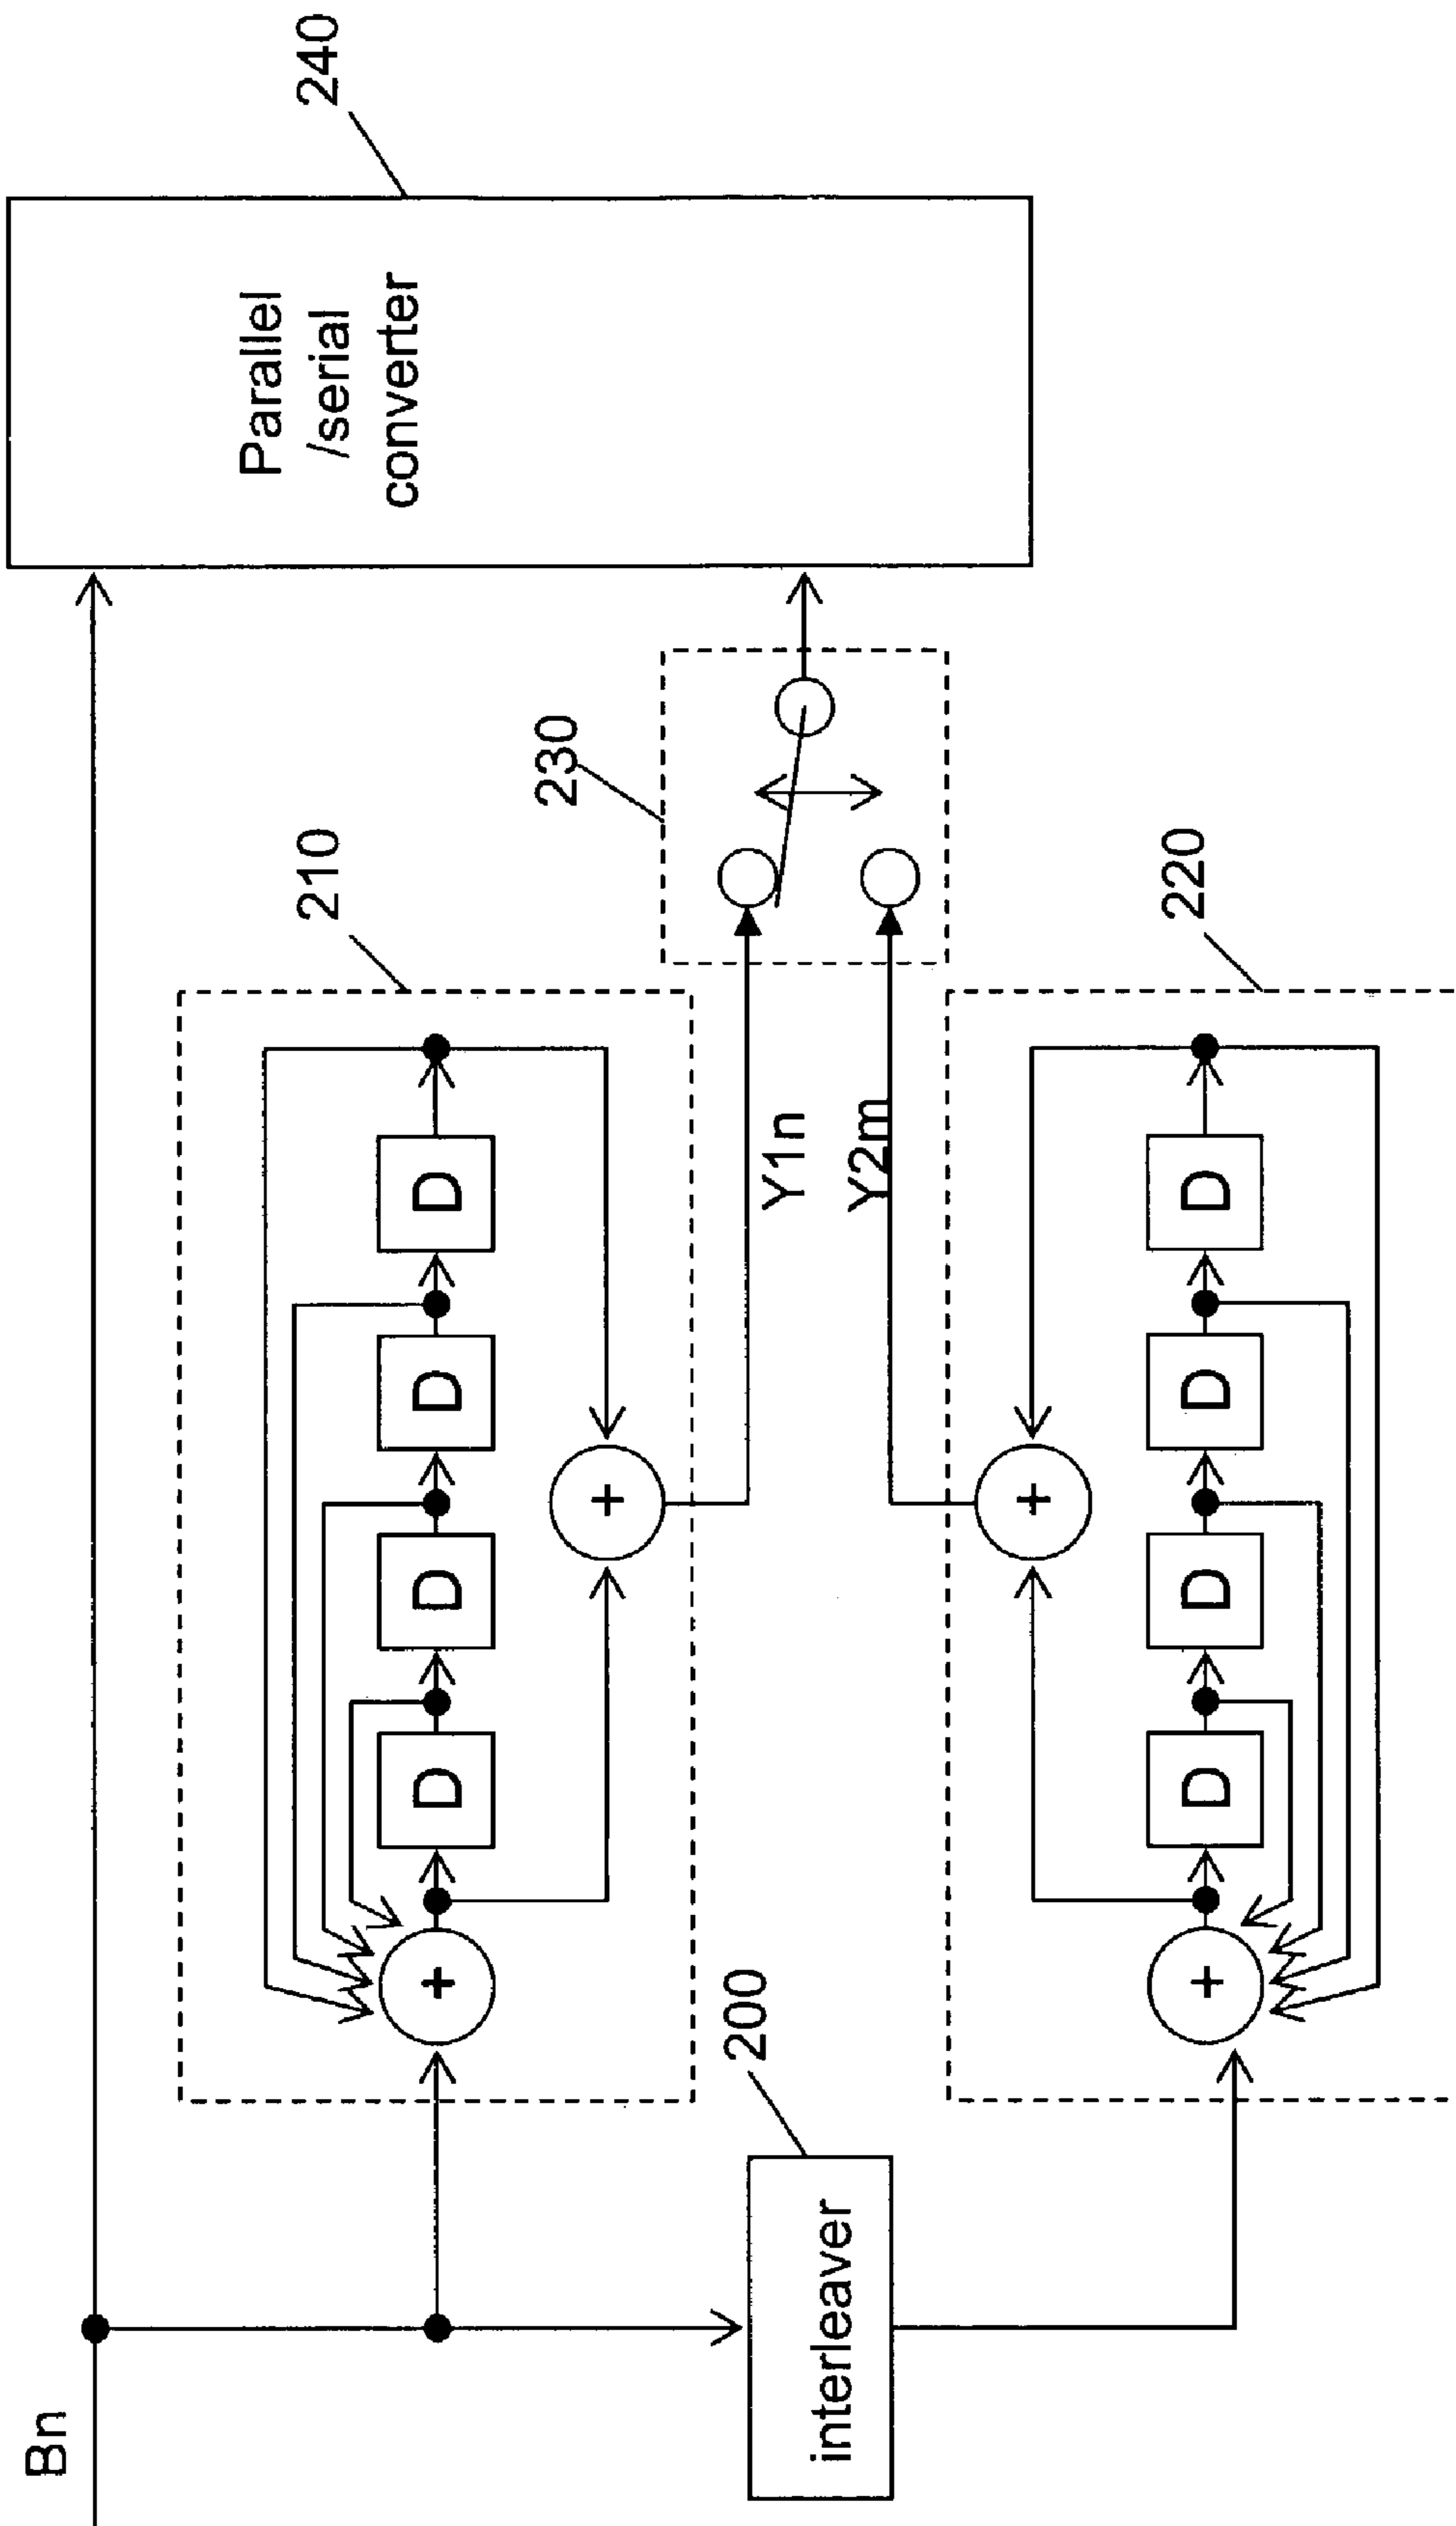 Bn
210
D
D
D
D
+
+
Y1n
230
Parallel
/serial
converter
240
200
interleaver
Y2m
220
+
+
D
D
D
D